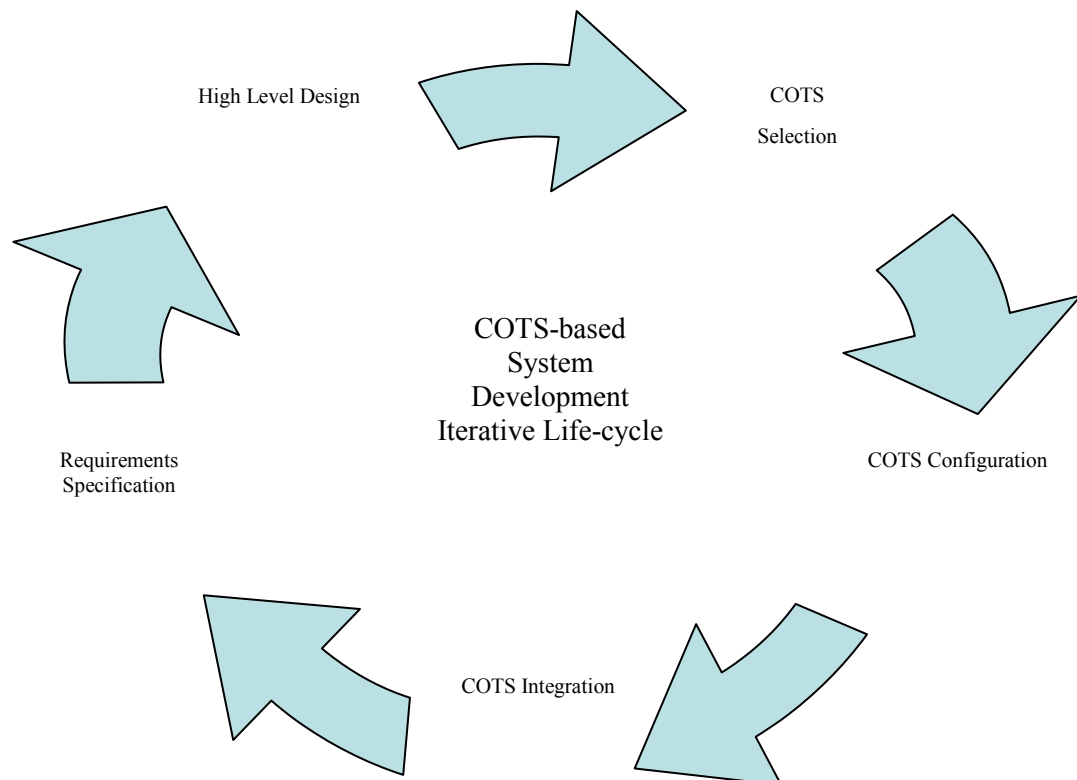 High Level Design
COTS
Selection
COTS-based
System
Development
Iterative Life-cycle
Requirements
Specification
COTS Configuration
COTS Integration